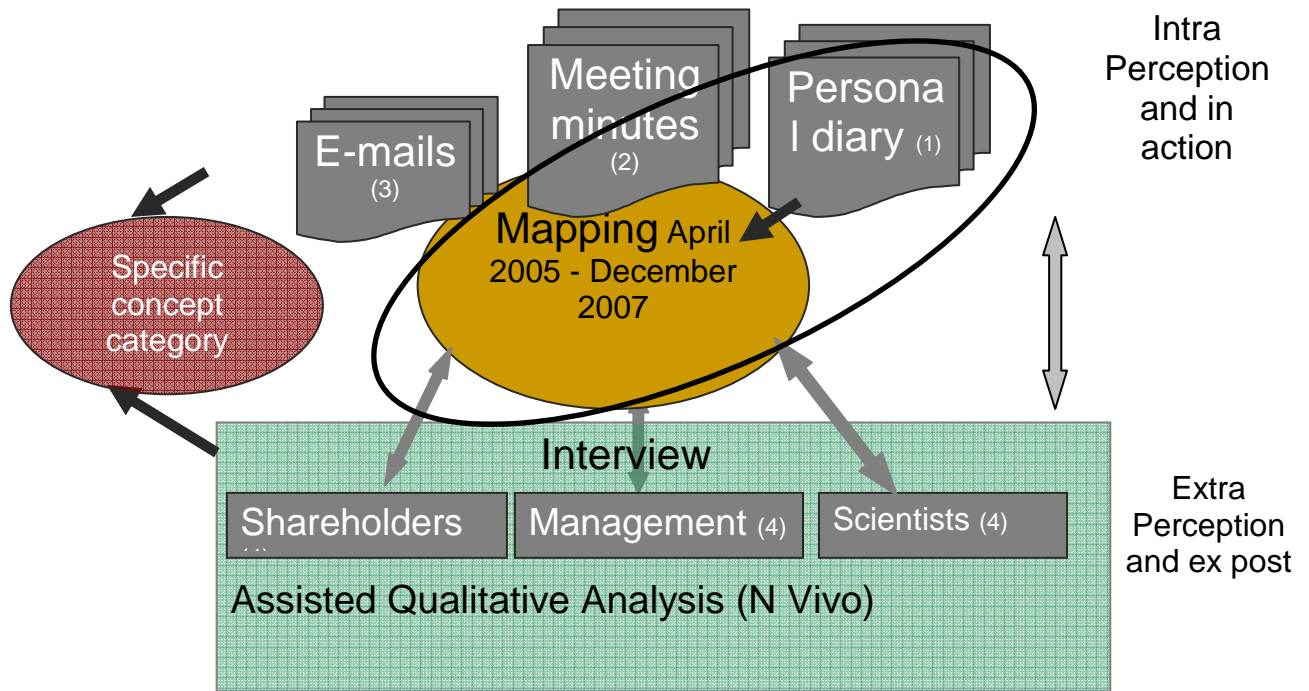 Intra
Perception
and in
action
Meeting
minutes
(2)
Persona
l diary (1)
E-mails
(3)
Mapping April
2005 - December
2007
Specific
concept
category
Interview
Shareholders
Management (4)
Scientists (4)
Extra
Perception
and ex post
Assisted Qualitative Analysis (N Vivo)